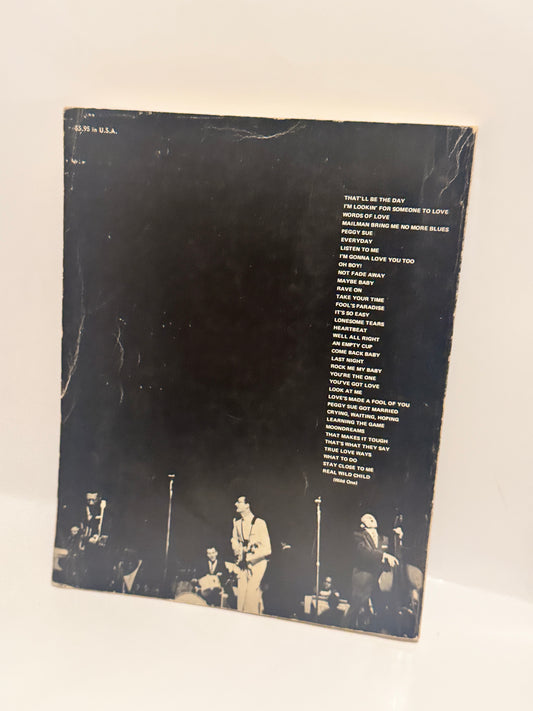 $5.95 in U.S.A.
THAT'LL BE THE DAY
I'M LOOKIN' FOR SOMEONE TO LOVE
WORDS OF LOVE
MAILMAN BRING ME NO MORE BLUES
PEGGY SUE
EVERYDAY
LISTEN TO ME
I'M GONNA LOVE YOU TOO
OH BOY!
NOT FADE AWAY
MAYBE BABY
RAVE ON
TAKE YOUR TIME
FOOL'S PARADISE
IT'S SO EASY
LONESOME TEARS
HEARTBEAT
WELL ALL RIGHT
AN EMPTY CUP
COME BACK BABY
LAST NIGHT
ROCK ME MY BABY
YOU'RE THE ONE
YOU'VE GOT LOVE
LOOK AT ME
LOVE'S MADE A FOOL OF YOU
PEGGY SUE GOT MARRIED
CRYING, WAITING, HOPING
LEARNING THE GAME
MOONDREAMS
THAT MAKES IT TOUGH
THAT'S WHAT THEY SAY
TRUE LOVE WAYS
WHAT TO DO
STAY CLOSE TO ME
REAL WILD CHILD
(Wild One)